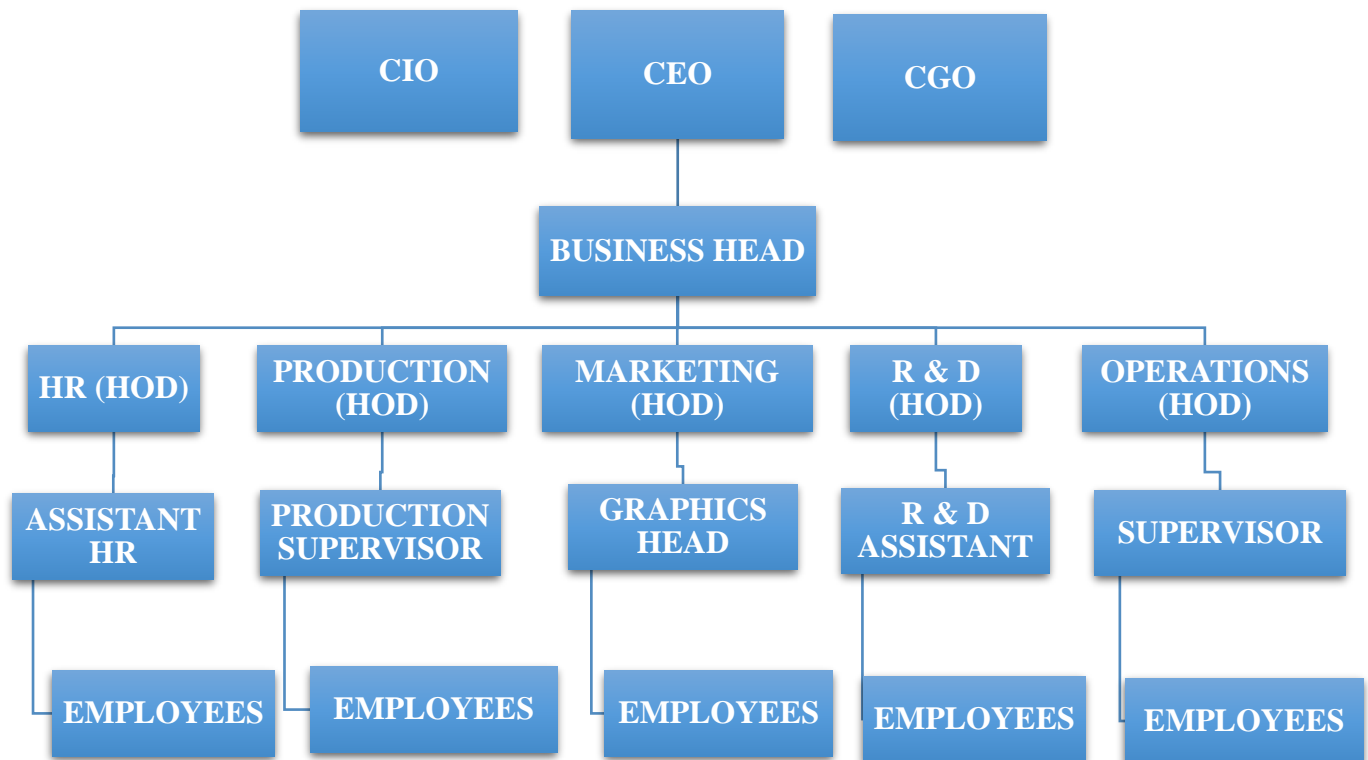 CIO
CEO
CGO
BUSINESS HEAD
HR (HOD)
PRODUCTION
(HOD)
MARKETING
(HOD)
R & D
(HOD)
OPERATIONS
(HOD)
ASSISTANT
HR
PRODUCTION
SUPERVISOR
GRAPHICS
HEAD
R & D
ASSISTANT
SUPERVISOR
EMPLOYEES
EMPLOYEES
EMPLOYEES
EMPLOYEES
EMPLOYEES